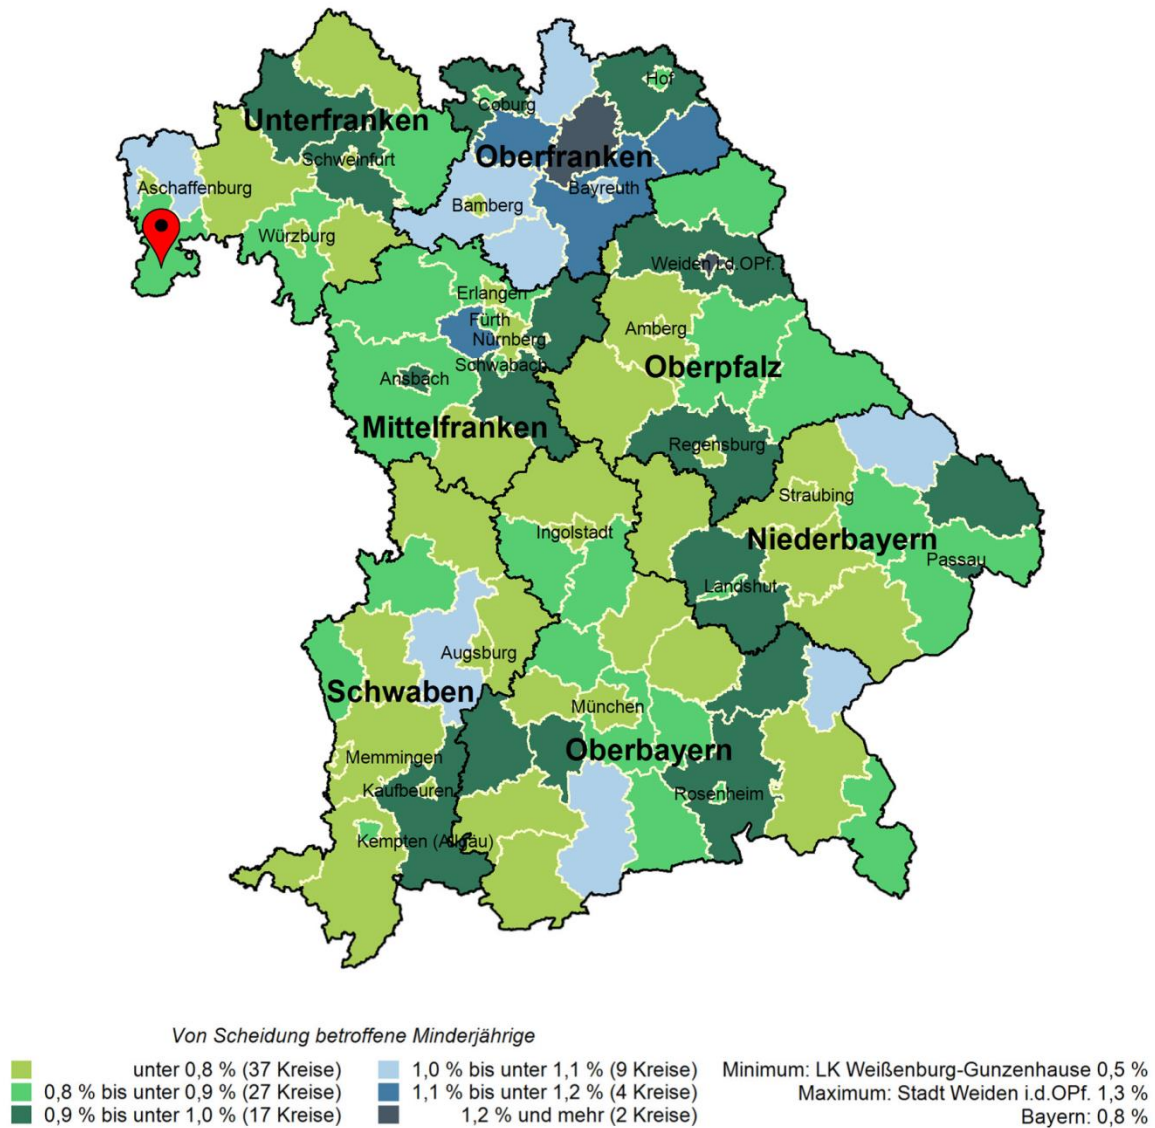 Hof
Coburg
Unterfranken
Schweinfurt
Oberfranken
Aschaffenburg
Bayreuth
Bamberg
Würzburg
Weiden i.d.OPf.
Erlangen
Fürth
Nürnberg
Amberg
Schwabach
Oberpfalz
Ansbach
Mittelfranken
Regensburg
Straubing
Ingolstadt
Niederbayern
Passau
Landshut
Augsburg
Schwaben
München
Oberbayern
Memmingen
Kaufbeuren
Rosenheim
Kempten (Allgäu)
Von Scheidung betroffene Minderjährige
unter 0,8 % (37 Kreise)
0,8 % bis unter 0,9 % (27 Kreise)
0,9 % bis unter 1,0 % (17 Kreise)
1,0 % bis unter 1,1 % (9 Kreise)
1,1 % bis unter 1,2 % (4 Kreise)
1,2 % und mehr (2 Kreise)
Minimum: LK Weißenburg-Gunzenhause 0,5 %
Maximum: Stadt Weiden i.d.OPf. 1,3 %
Bayern: 0,8 %